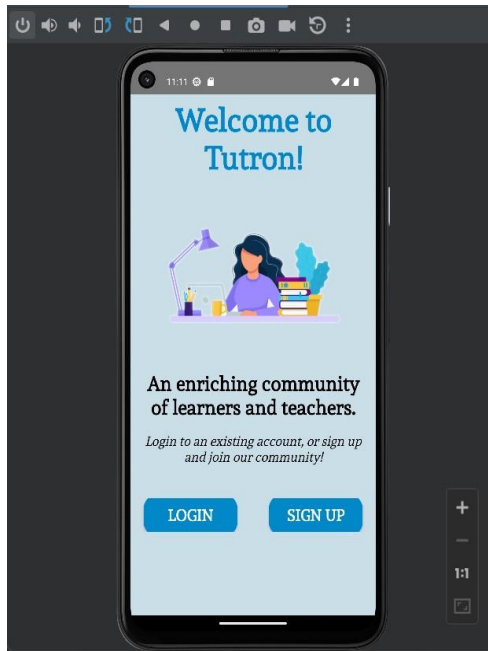 11:11
Welcome to
Tutron!
An enriching community
of learners and teachers.
Login to an existing account, or sign up
and join our community!
LOGIN SIGN UP
1:1